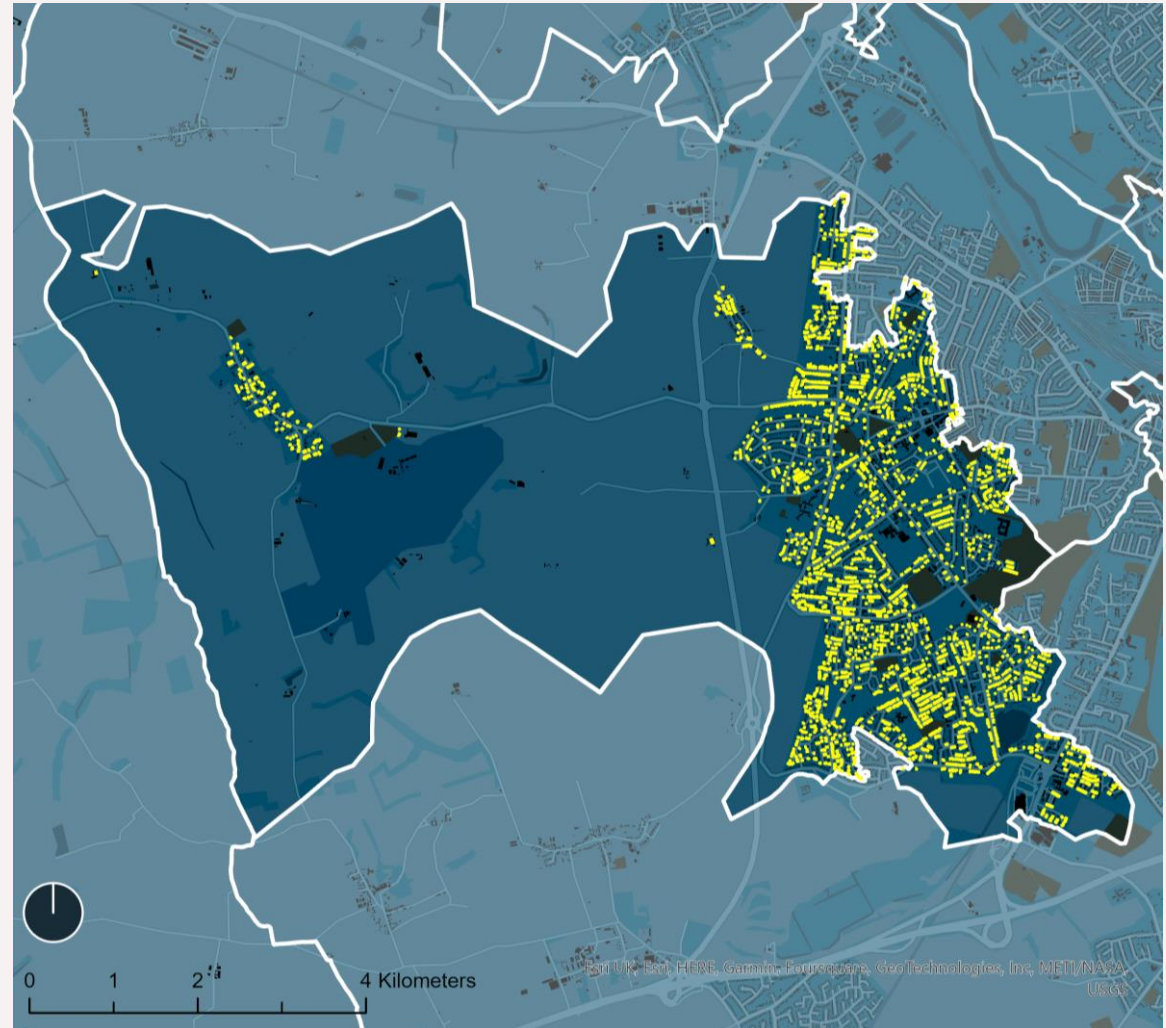 0 1 2 4 Kilometers
Esri UK, Esri, HERE, Garmin, Foursquare, GeoTechnologies, Inc, METI/NASA,
USGS